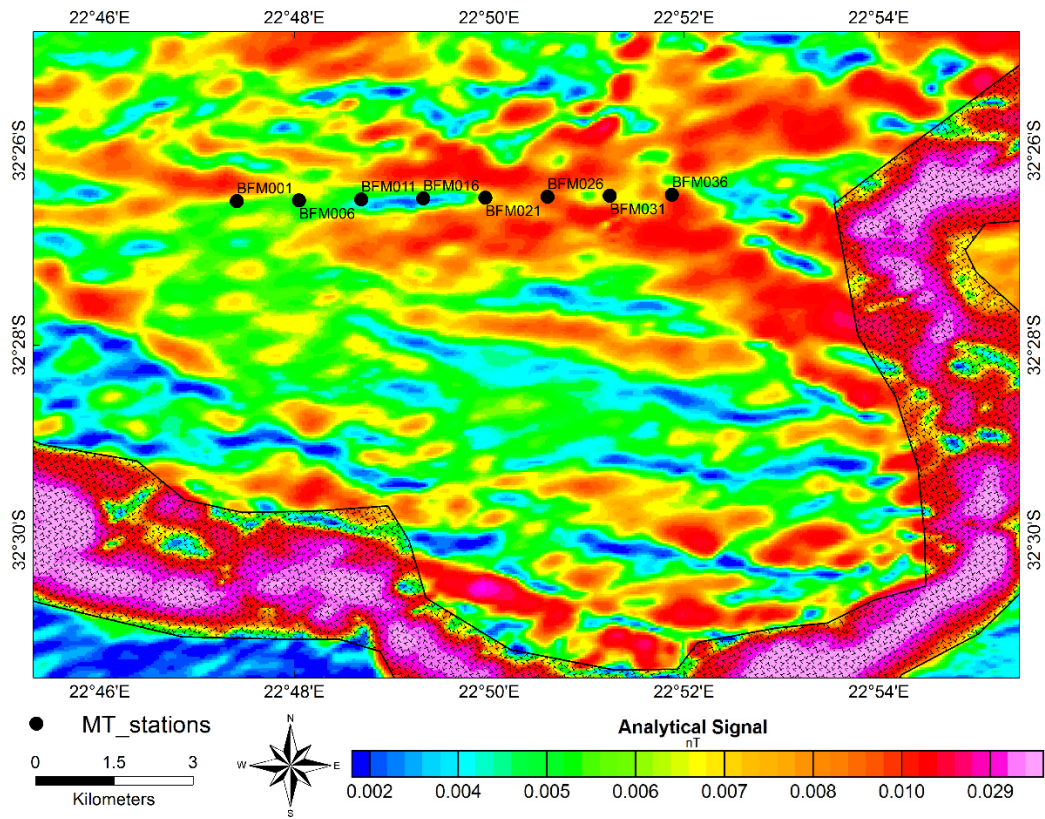 22°46'E 22°48'E 22°50'E 22°52'E 22°54'E
32°26'S 32°26'S
BFM001 BFM011 BFM016 BFM026 BFM036
BFM006 BFM021 BFM031
32°28'S 32°28'S
32°30'S 32°30'S
22°46'E 22°48'E 22°50'E 22°52'E 22°54'E
MT_stations
0 1.5 3
Kilometers
N
W E
S
Analytical Signal
nT
0.002 0.004 0.005 0.006 0.007 0.008 0.010 0.029